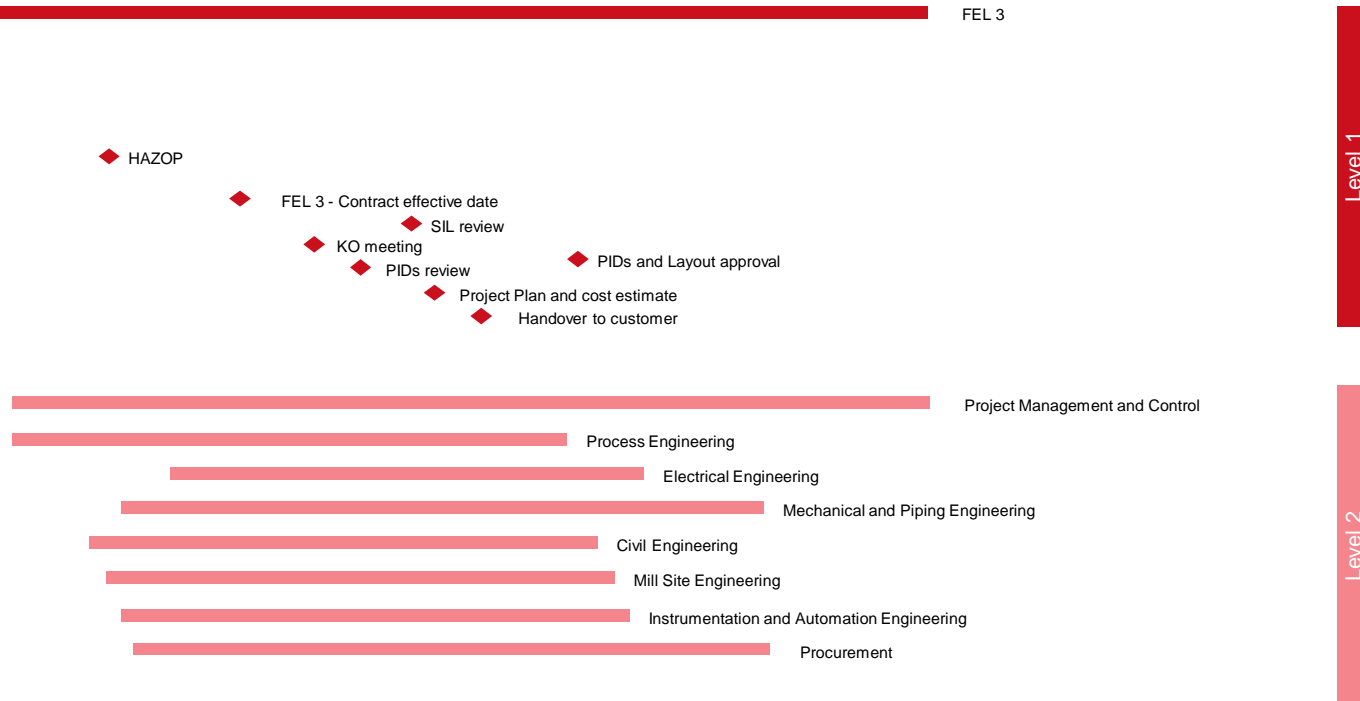 FEL 3
Level 1
HAZOP
FEL 3 - Contract effective date
SIL review
KO meeting
PIDs and Layout approval
PIDs review
Project Plan and cost estimate
Handover to customer
Project Management and Control
Process Engineering
Electrical Engineering
Mechanical and Piping Engineering
Level 2
Civil Engineering
Mill Site Engineering
Instrumentation and Automation Engineering
Procurement